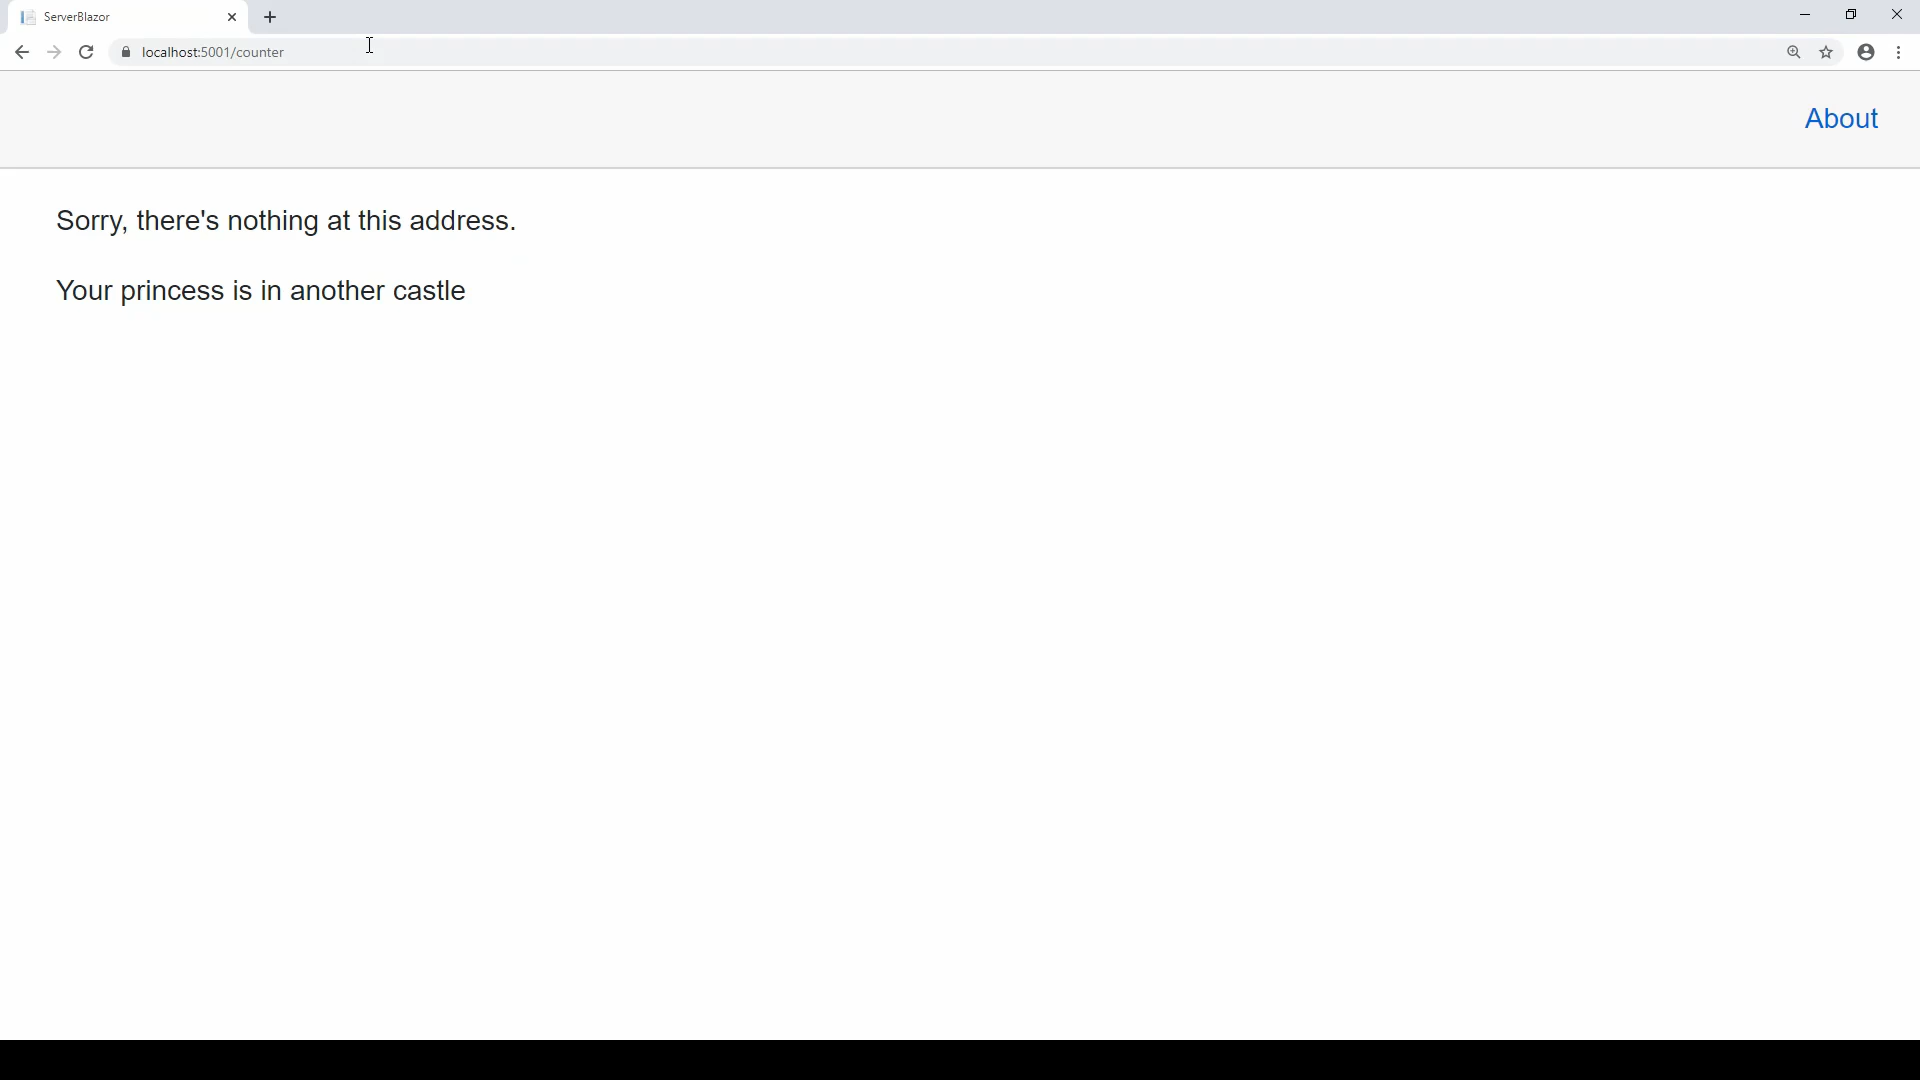 ServerBlazor
localhost:5001/counter
About
Sorry, there's nothing at this address.
Your princess is in another castle